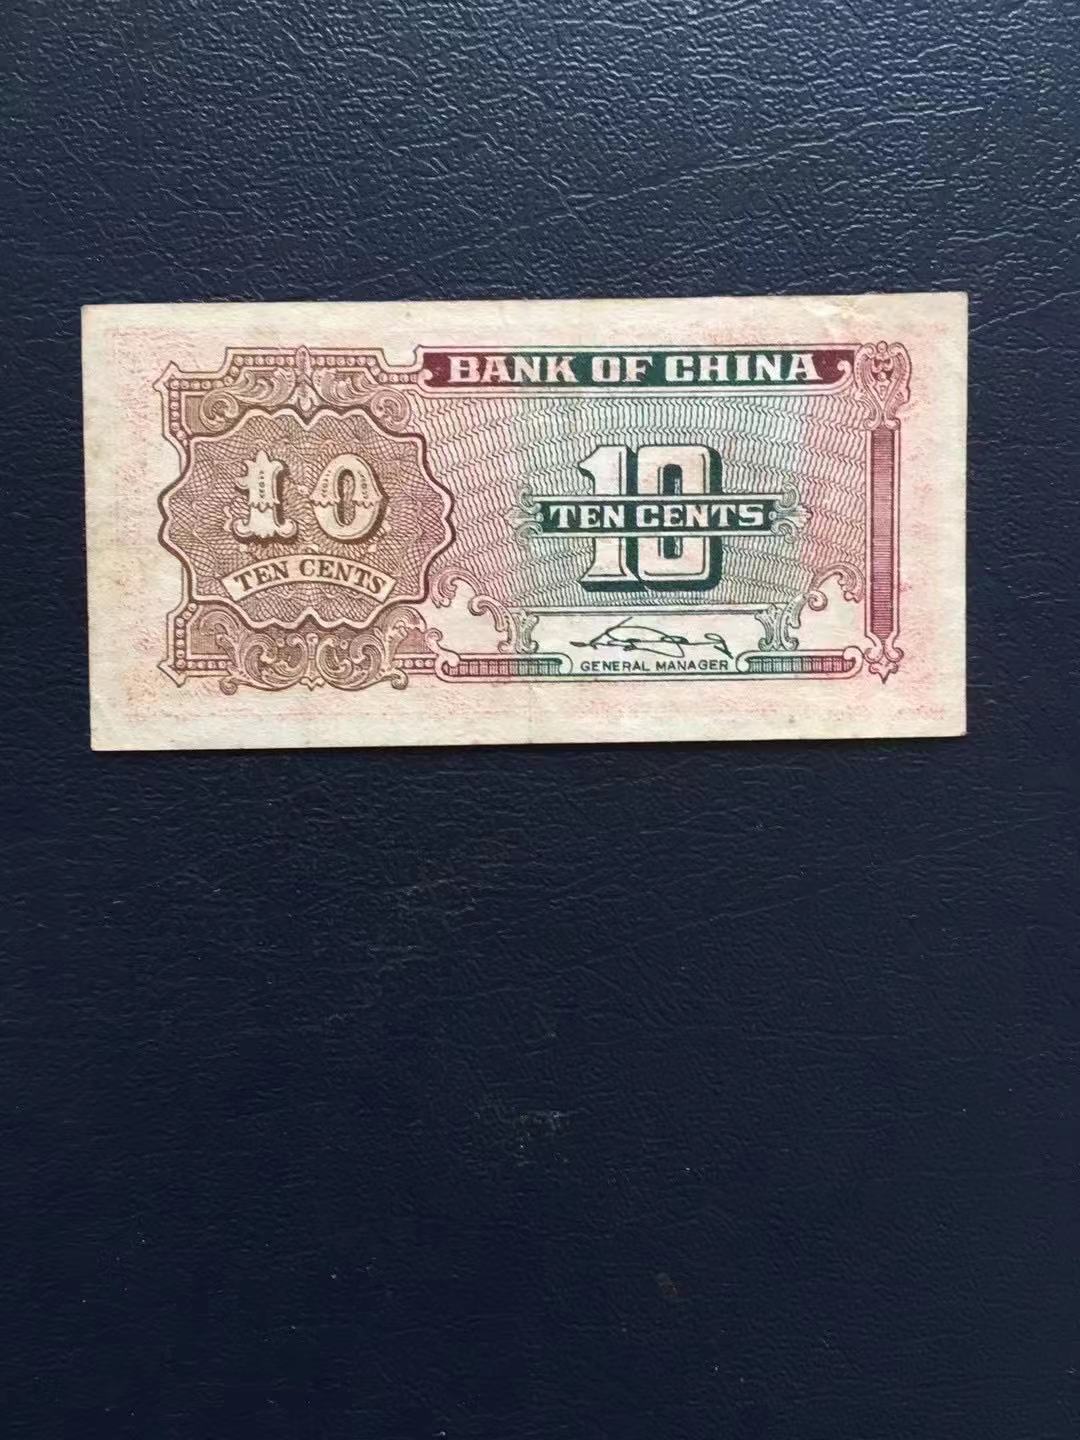 BANK OF CHINA
10
TEN CENTS
10
TEN CENTS
GENERAL MANAGER